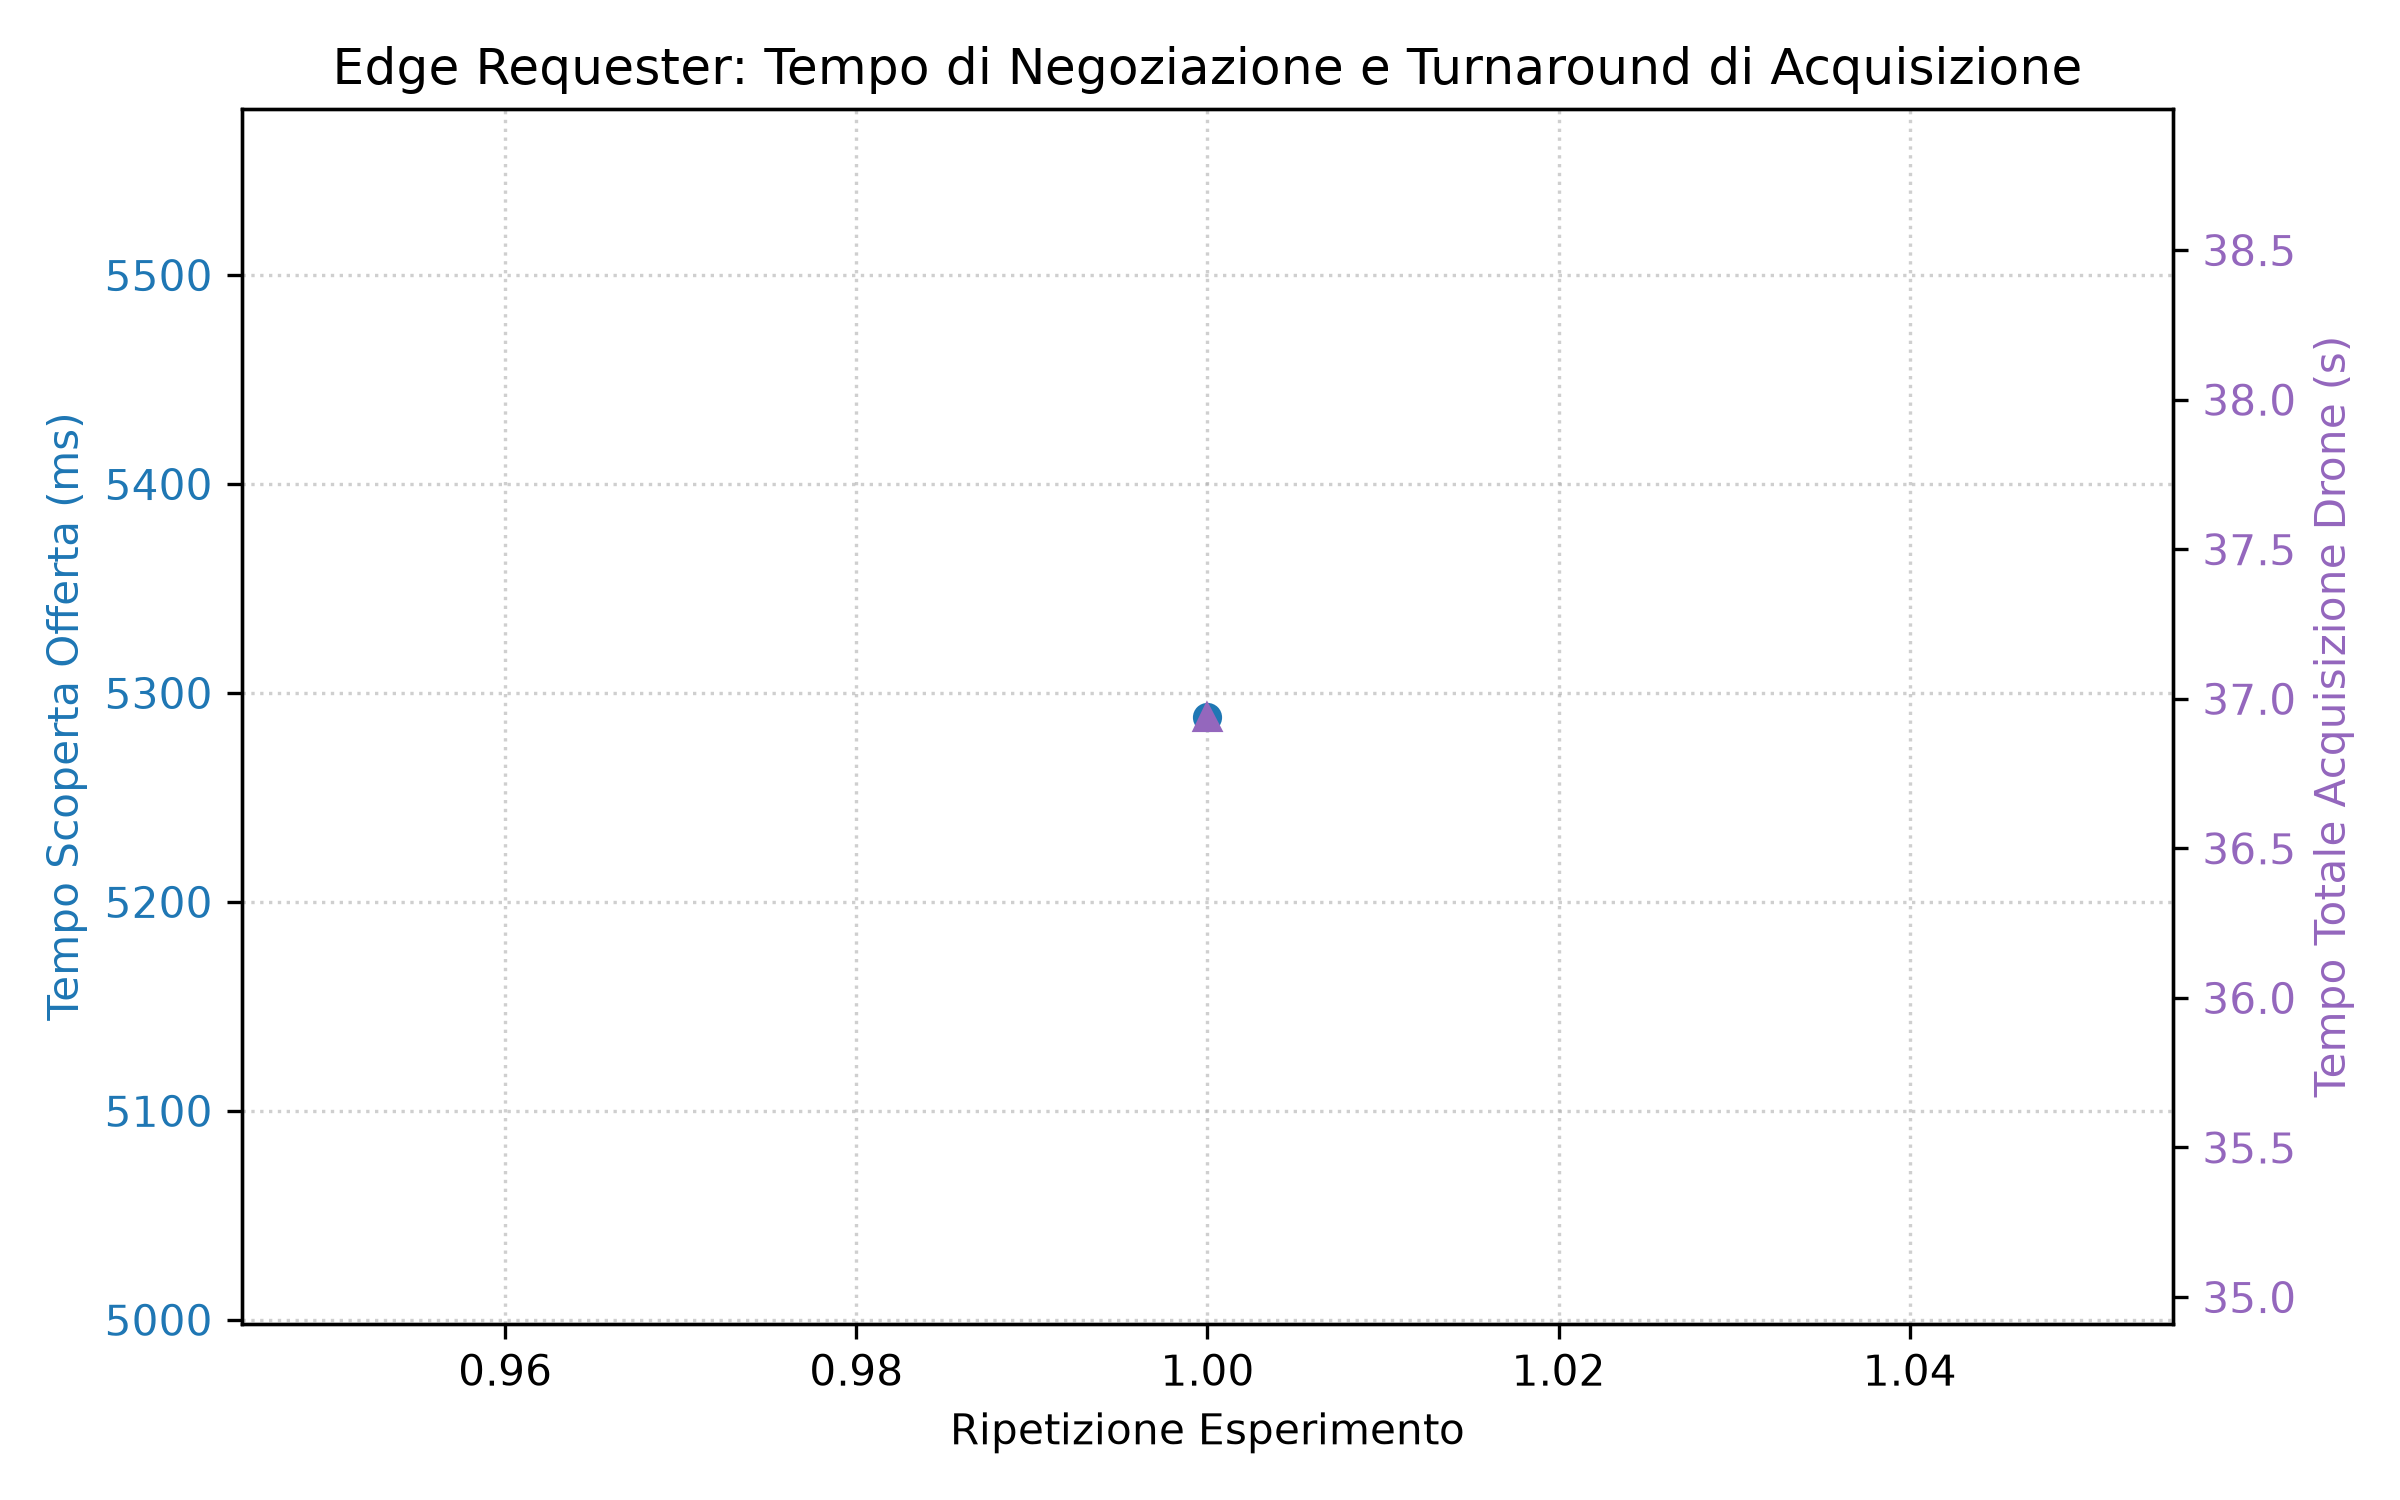 Edge Requester: Tempo di Negoziazione e Turnaround di Acquisizione
Tempo Scoperta Offerta (ms)
5500
5400
5300
5200
5100
5000
38.5
38.0
37.5
37.0
36.5
36.0
35.5
35.0
Tempo Totale Acquisizione Drone (s)
0.96 0.98 1.00 1.02 1.04
Ripetizione Esperimento